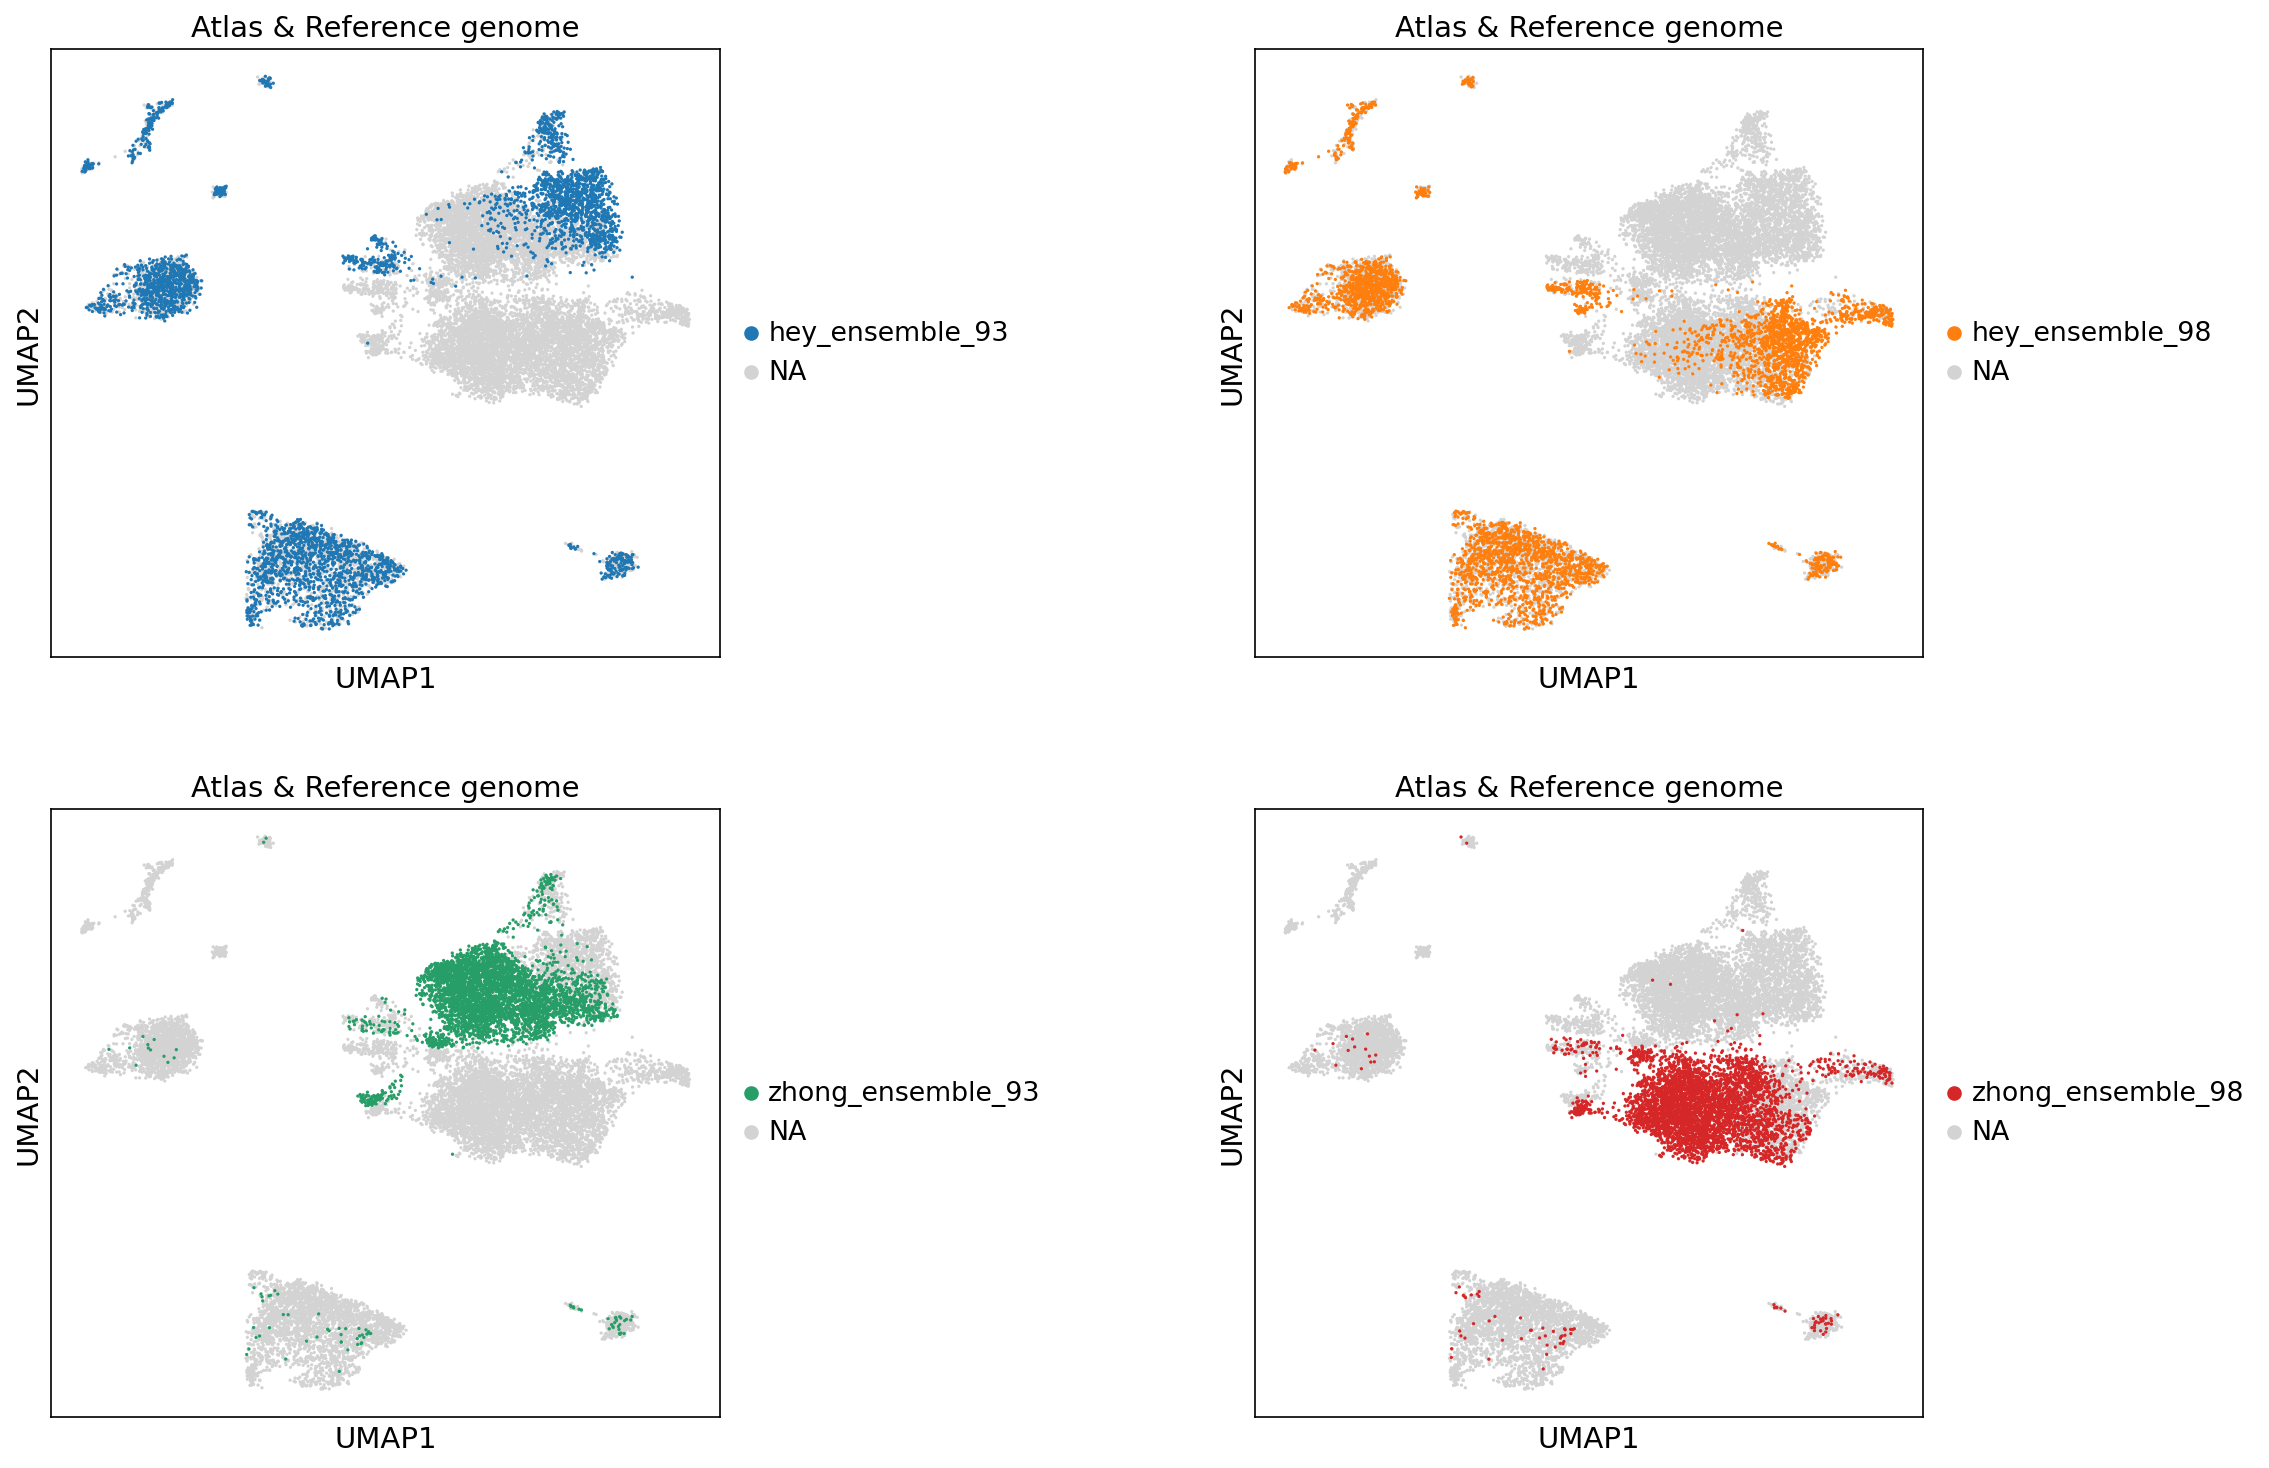 Atlas & Reference genome
UMAP2
hey_ensemble_93
NA
UMAP1
Atlas & Reference genome
UMAP2
hey_ensemble_98
NA
UMAP1
Atlas & Reference genome
UMAP2
zhong_ensemble_93
NA
UMAP1
Atlas & Reference genome
UMAP2
zhong_ensemble_98
NA
UMAP1